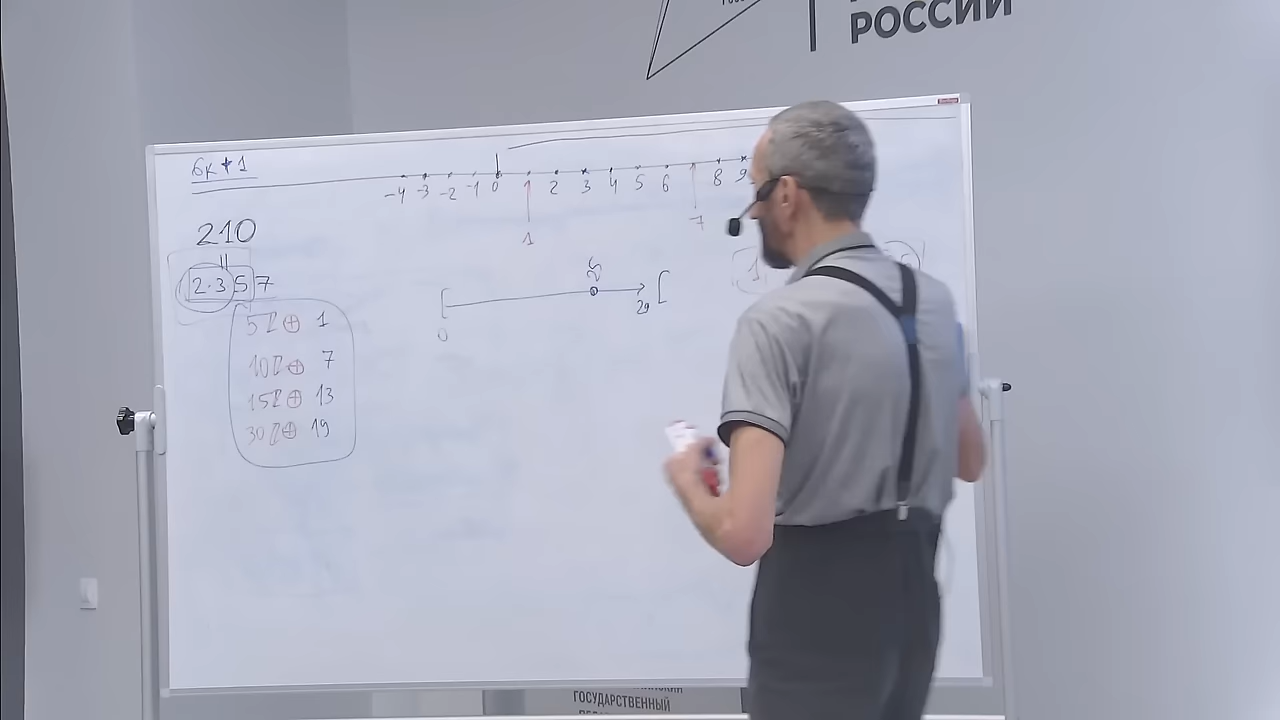 РОССИИ
6к+1
-4 -3 -2 -1 0 1 2 3 4 5 6 8 9
1
7
210
2·3 5 7
0 25 29
5ℤ ⊕ 1
10ℤ ⊕ 7
15ℤ ⊕ 13
30ℤ ⊕ 19
ГОСУДАРСТВЕННЫЙ